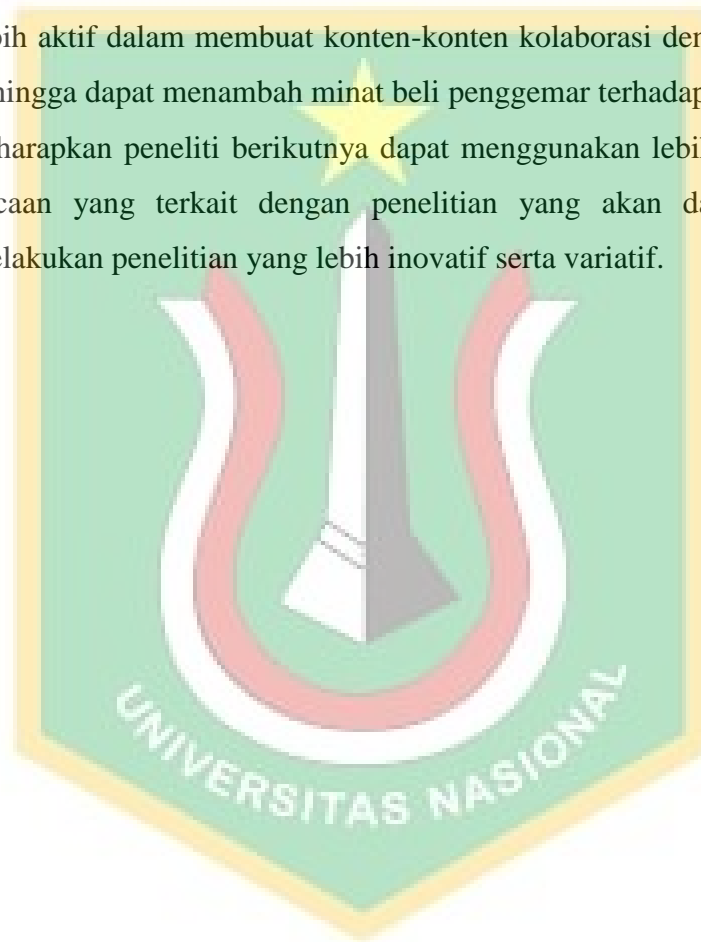 bih aktif dalam membuat konten-konten kolaborasi den
hingga dapat menambah minat beli penggemar terhadap
harapkan peneliti berikutnya dapat menggunakan lebih
caan yang terkait dengan penelitian yang akan da
elakukan penelitian yang lebih inovatif serta variatif.
UNIVERSITAS NASIONAL